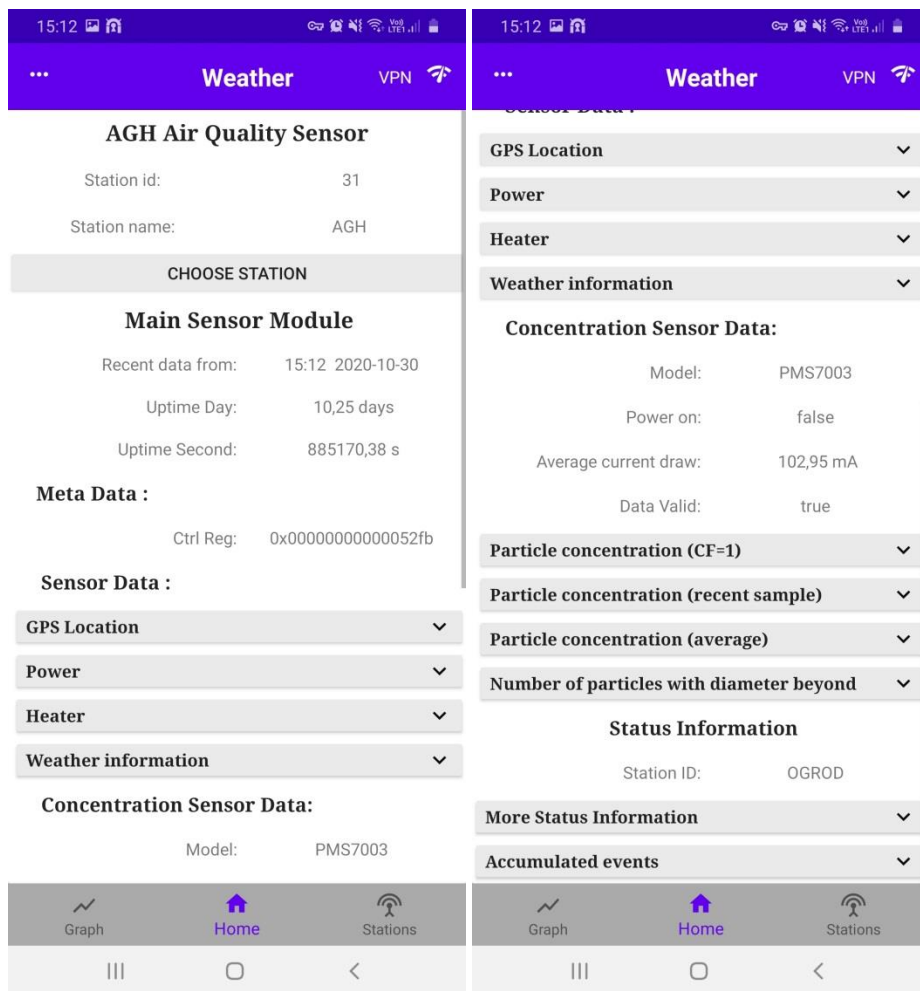 15:12
Weather
VPN
AGH Air Quality Sensor
Station id: 31
Station name: AGH
CHOOSE STATION
Main Sensor Module
Recent data from: 15:12 2020-10-30
Uptime Day: 10,25 days
Uptime Second: 885170,38 s
Meta Data :
Ctrl Reg: 0x00000000000052fb
Sensor Data :
GPS Location
Power
Heater
Weather information
Concentration Sensor Data:
Model: PMS7003
Graph Home Stations
15:12
Weather
VPN
Sensor Data :
GPS Location
Power
Heater
Weather information
Concentration Sensor Data:
Model: PMS7003
Power on: false
Average current draw: 102,95 mA
Data Valid: true
Particle concentration (CF=1)
Particle concentration (recent sample)
Particle concentration (average)
Number of particles with diameter beyond
Status Information
Station ID: OGROD
More Status Information
Accumulated events
Graph Home Stations